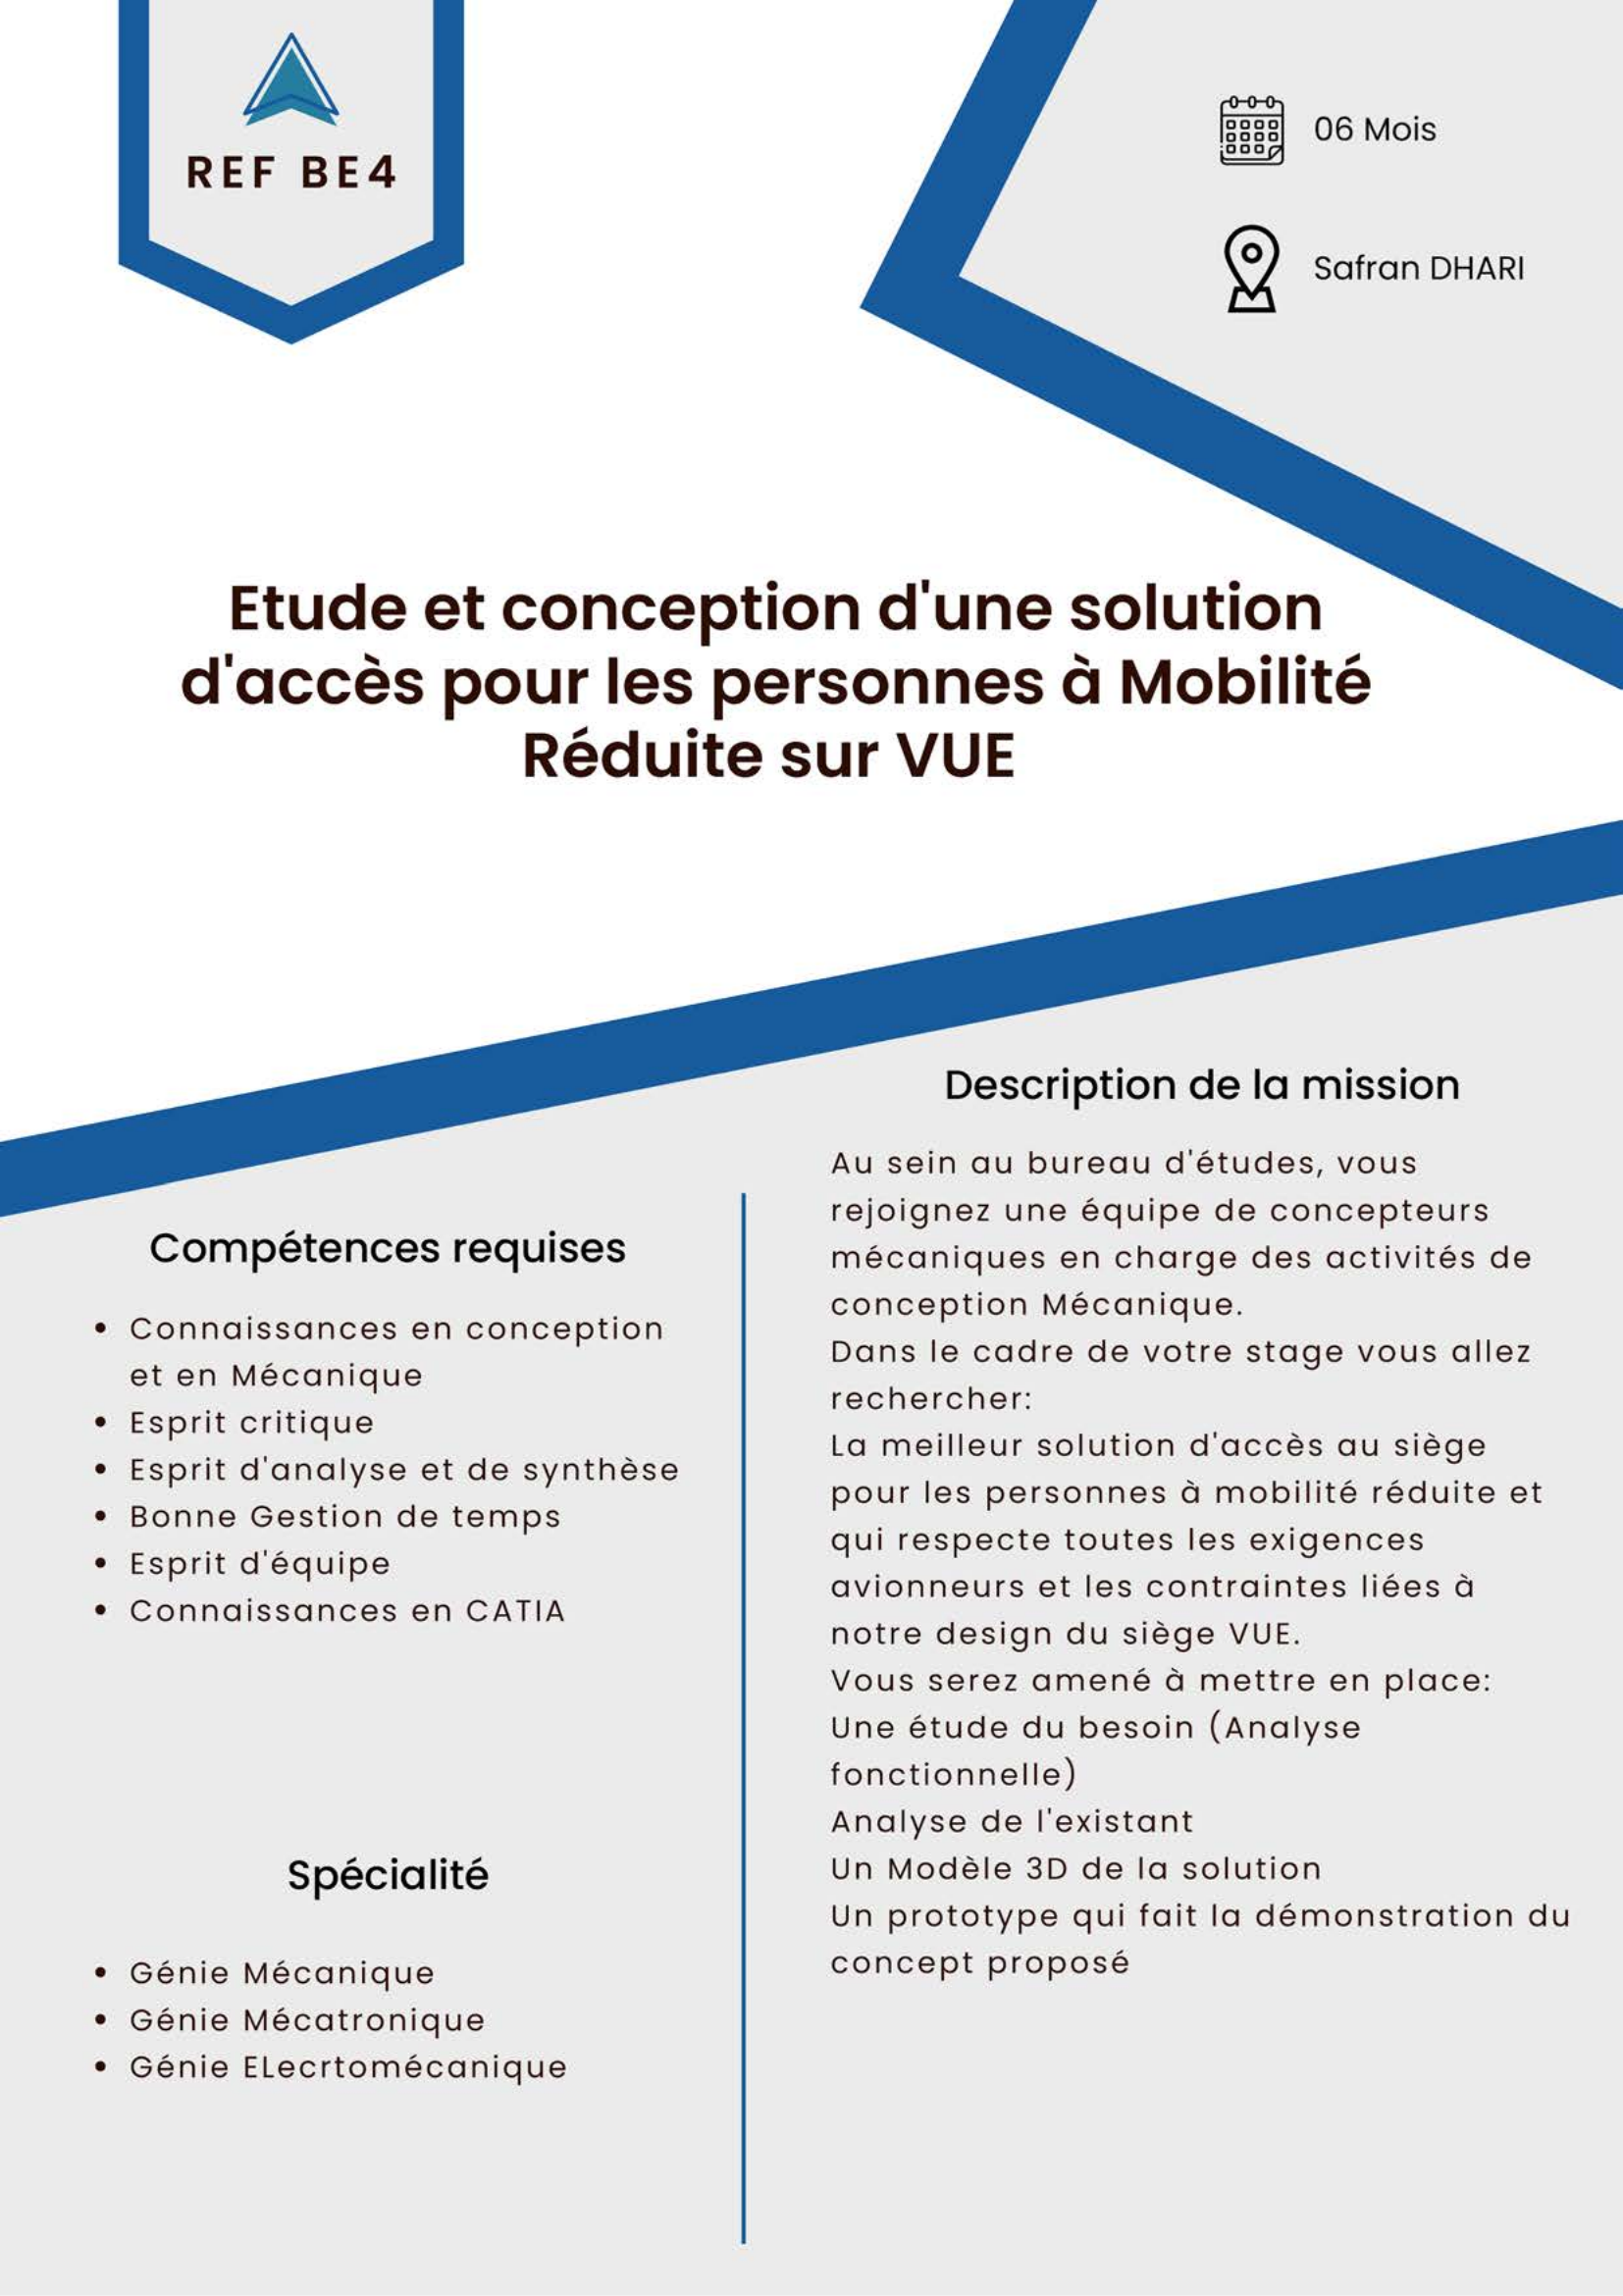 REF BE4
06 Mois
Safran DHARI
Etude et conception d'une solution
d'accès pour les personnes à Mobilité
Réduite sur VUE
Compétences requises
• Connaissances en conception
et en Mécanique
• Esprit critique
• Esprit d'analyse et de synthèse
• Bonne Gestion de temps
• Esprit d'équipe
• Connaissances en CATIA
Spécialité
• Génie Mécanique
• Génie Mécatronique
• Génie ELecrtomécanique
Description de la mission
Au sein au bureau d'études, vous
rejoignez une équipe de concepteurs
mécaniques en charge des activités de
conception Mécanique.
Dans le cadre de votre stage vous allez
rechercher:
La meilleur solution d'accès au siège
pour les personnes à mobilité réduite et
qui respecte toutes les exigences
avionneurs et les contraintes liées à
notre design du siège VUE.
Vous serez amené à mettre en place:
Une étude du besoin (Analyse
fonctionnelle)
Analyse de l'existant
Un Modèle 3D de la solution
Un prototype qui fait la démonstration du
concept proposé